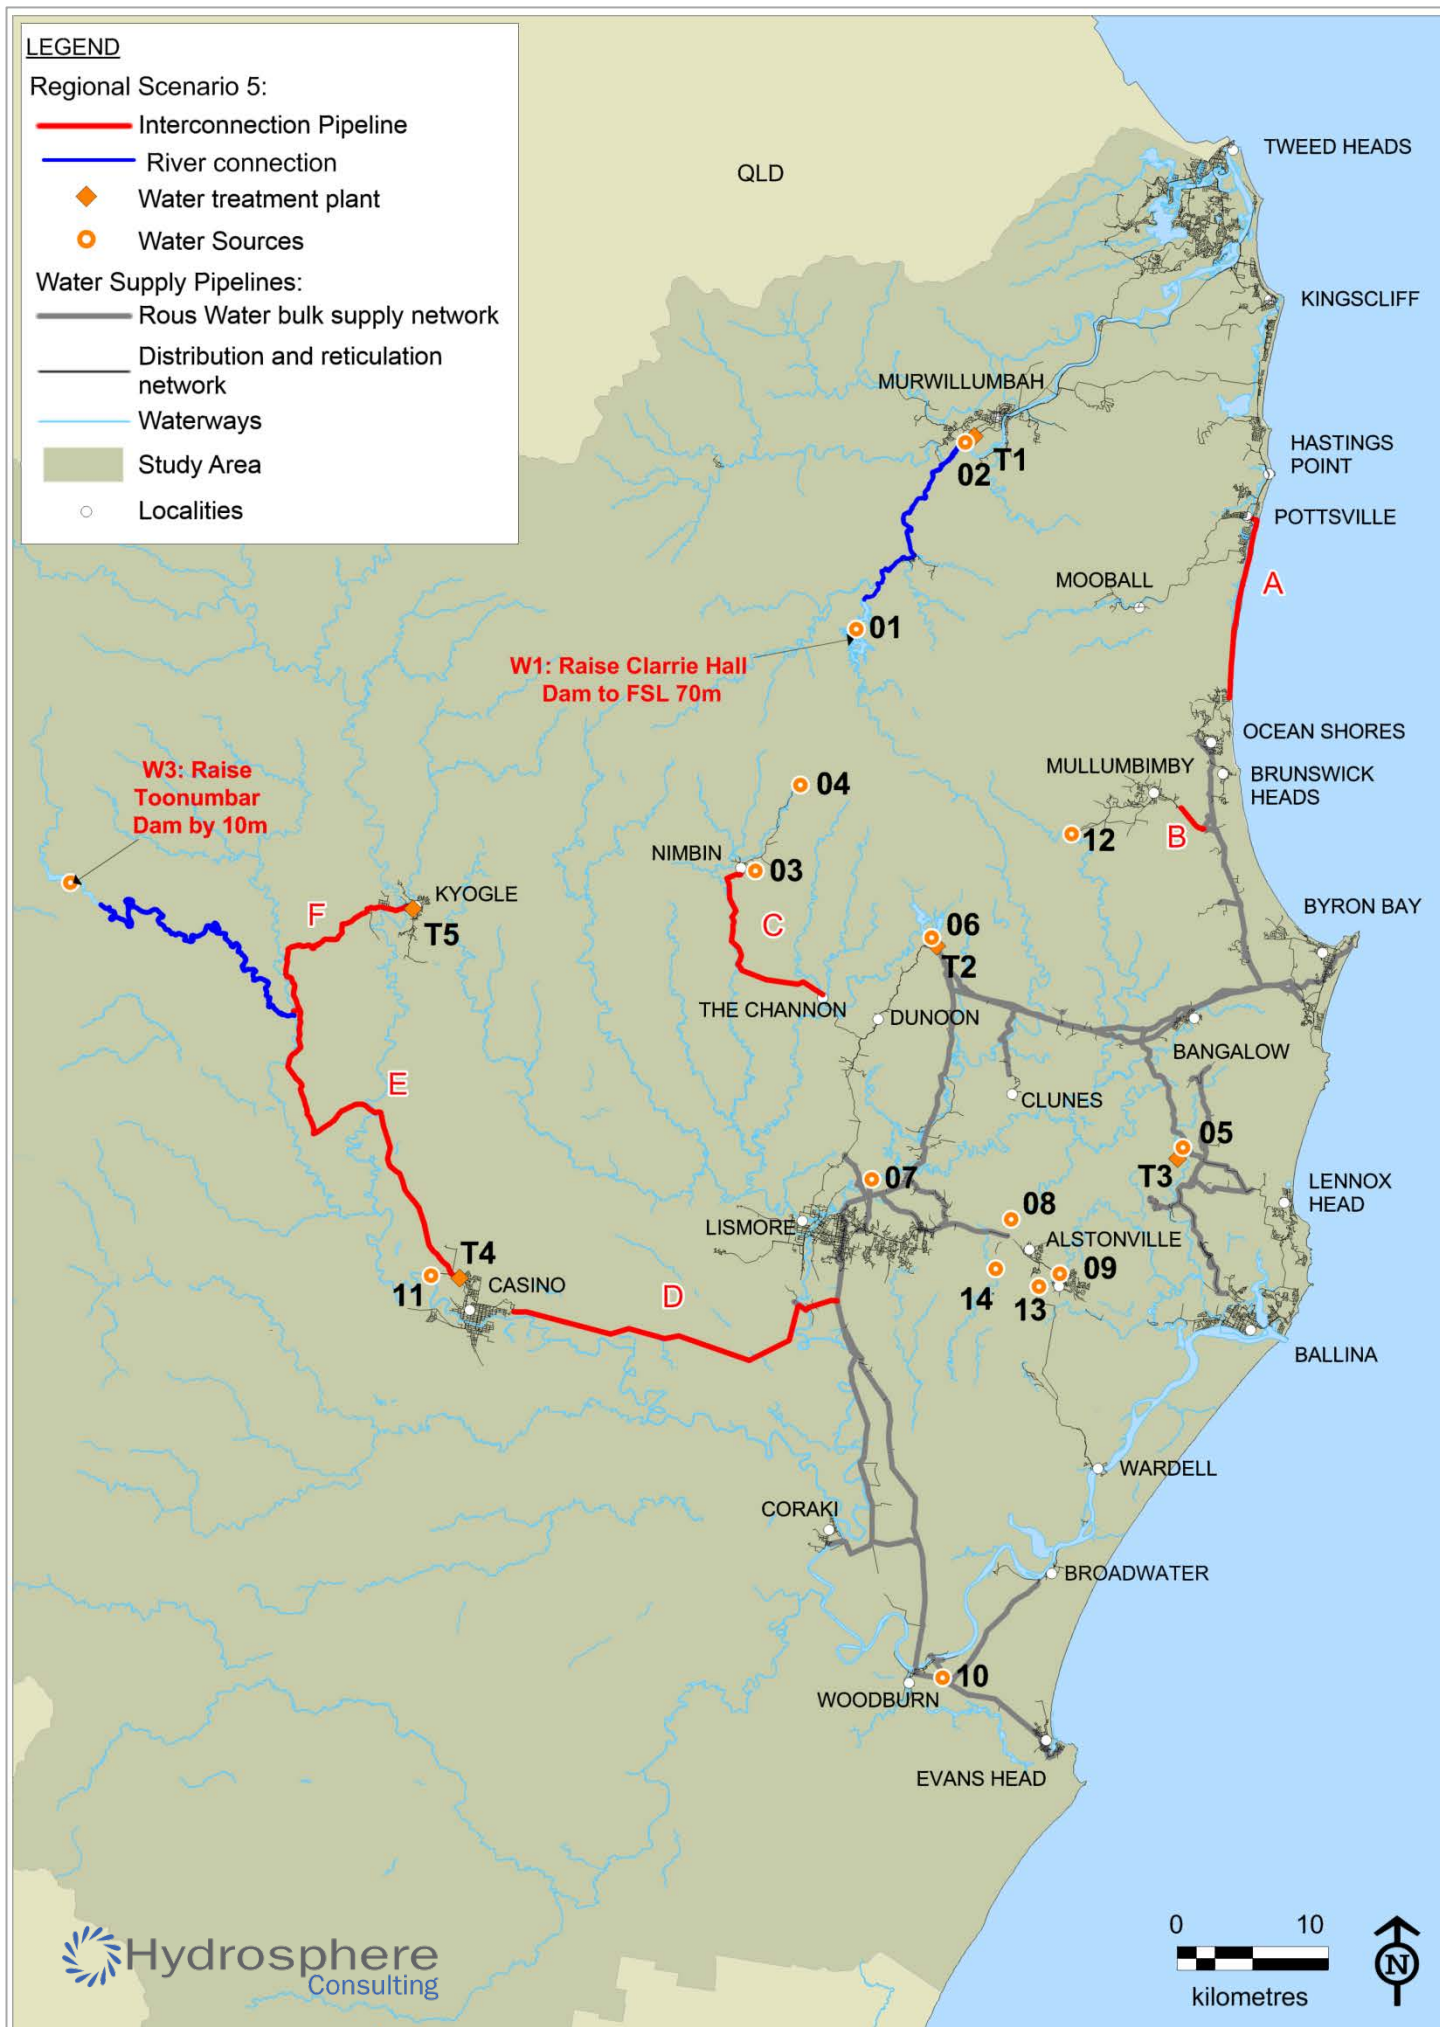 LEGEND
Regional Scenario 5:
Interconnection Pipeline
River connection
Water treatment plant
Water Sources
Water Supply Pipelines:
Rous Water bulk supply network
Distribution and reticulation
network
Waterways
Study Area
Localities
QLD
TWEED HEADS
KINGSCLIFF
MURWILLUMBAH
HASTINGS
POINT
02
T1
POTTSVILLE
MOOBALL
A
01
W1: Raise Clarrie Hall
Dam to FSL 70m
OCEAN SHORES
MULLUMBIMBY
BRUNSWICK
HEADS
W3: Raise
Toonumbar
Dam by 10m
04
12
B
NIMBIN
03
KYOGLE
F
T5
C
06
T2
BYRON BAY
THE CHANNON
DUNOON
BANGALOW
E
CLUNES
05
T3
07
LENNOX
HEAD
08
LISMORE
ALSTONVILLE
T4
09
11
CASINO
14
13
D
BALLINA
WARDELL
CORAKI
BROADWATER
10
WOODBURN
EVANS HEAD
Hydrosphere
Consulting
0 10
kilometres
N